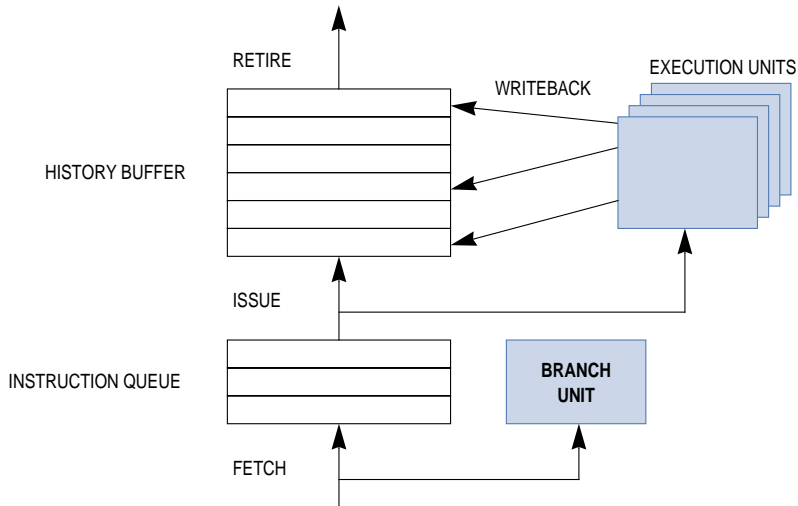 RETIRE
EXECUTION UNITS
WRITEBACK
HISTORY BUFFER
ISSUE
INSTRUCTION QUEUE
BRANCH
UNIT
FETCH